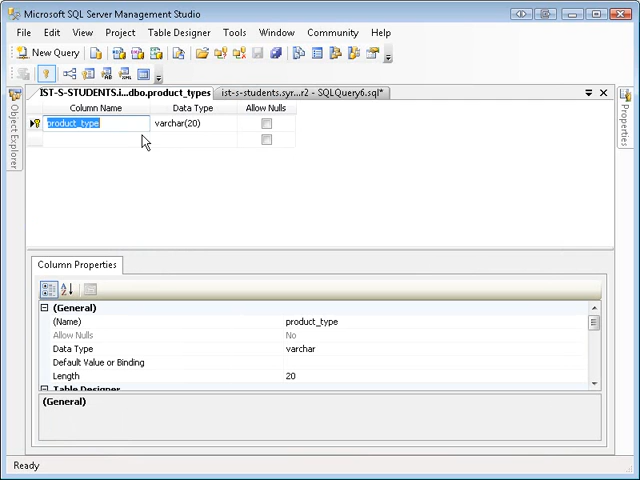 Microsoft SQL Server Management Studio
File Edit View Project Table Designer Tools Window Community Help
New Query
IST-S-STUDENTS.i...dbo.product_types ist-s-students.syr...r2 - SQLQuery6.sql*
Object Explorer
Properties
Column Name Data Type Allow Nulls
product_type varchar(20)
Column Properties
(General)
(Name) product_type
Allow Nulls No
Data Type varchar
Default Value or Binding
Length 20
Table Designer
(General)
Ready